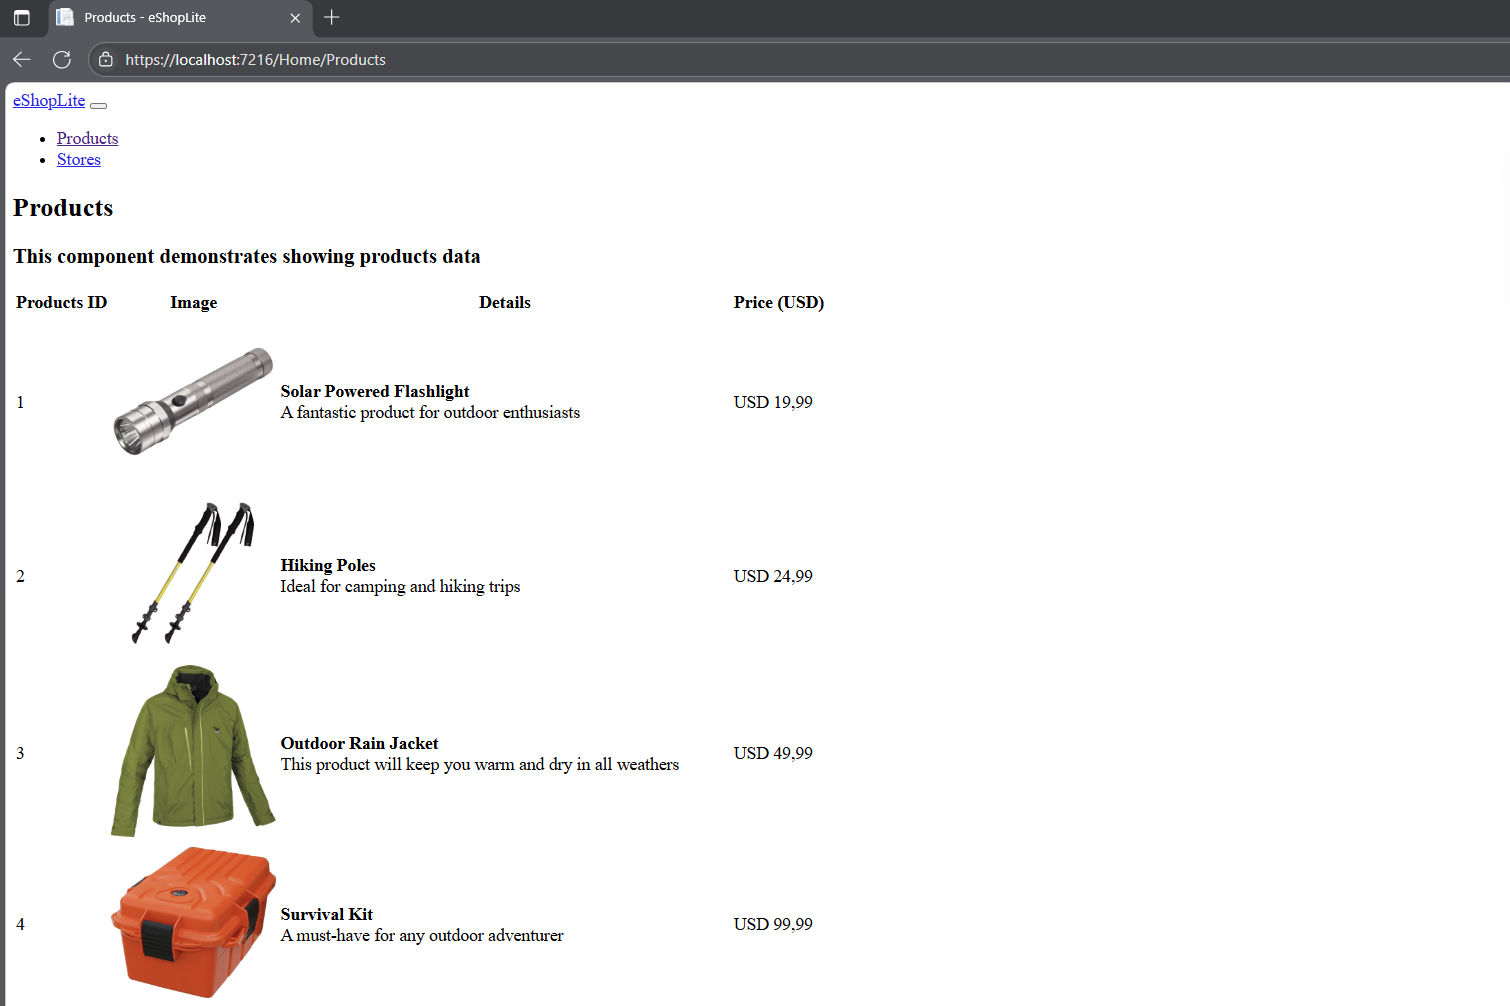 Products - eShopLite
https://localhost:7216/Home/Products
eShopLite
Products
Stores
Products
This component demonstrates showing products data
Products ID Image Details Price (USD)
1
Solar Powered Flashlight
A fantastic product for outdoor enthusiasts
USD 19,99
2
Hiking Poles
Ideal for camping and hiking trips
USD 24,99
3
Outdoor Rain Jacket
This product will keep you warm and dry in all weathers
USD 49,99
4
Survival Kit
A must-have for any outdoor adventurer
USD 99,99